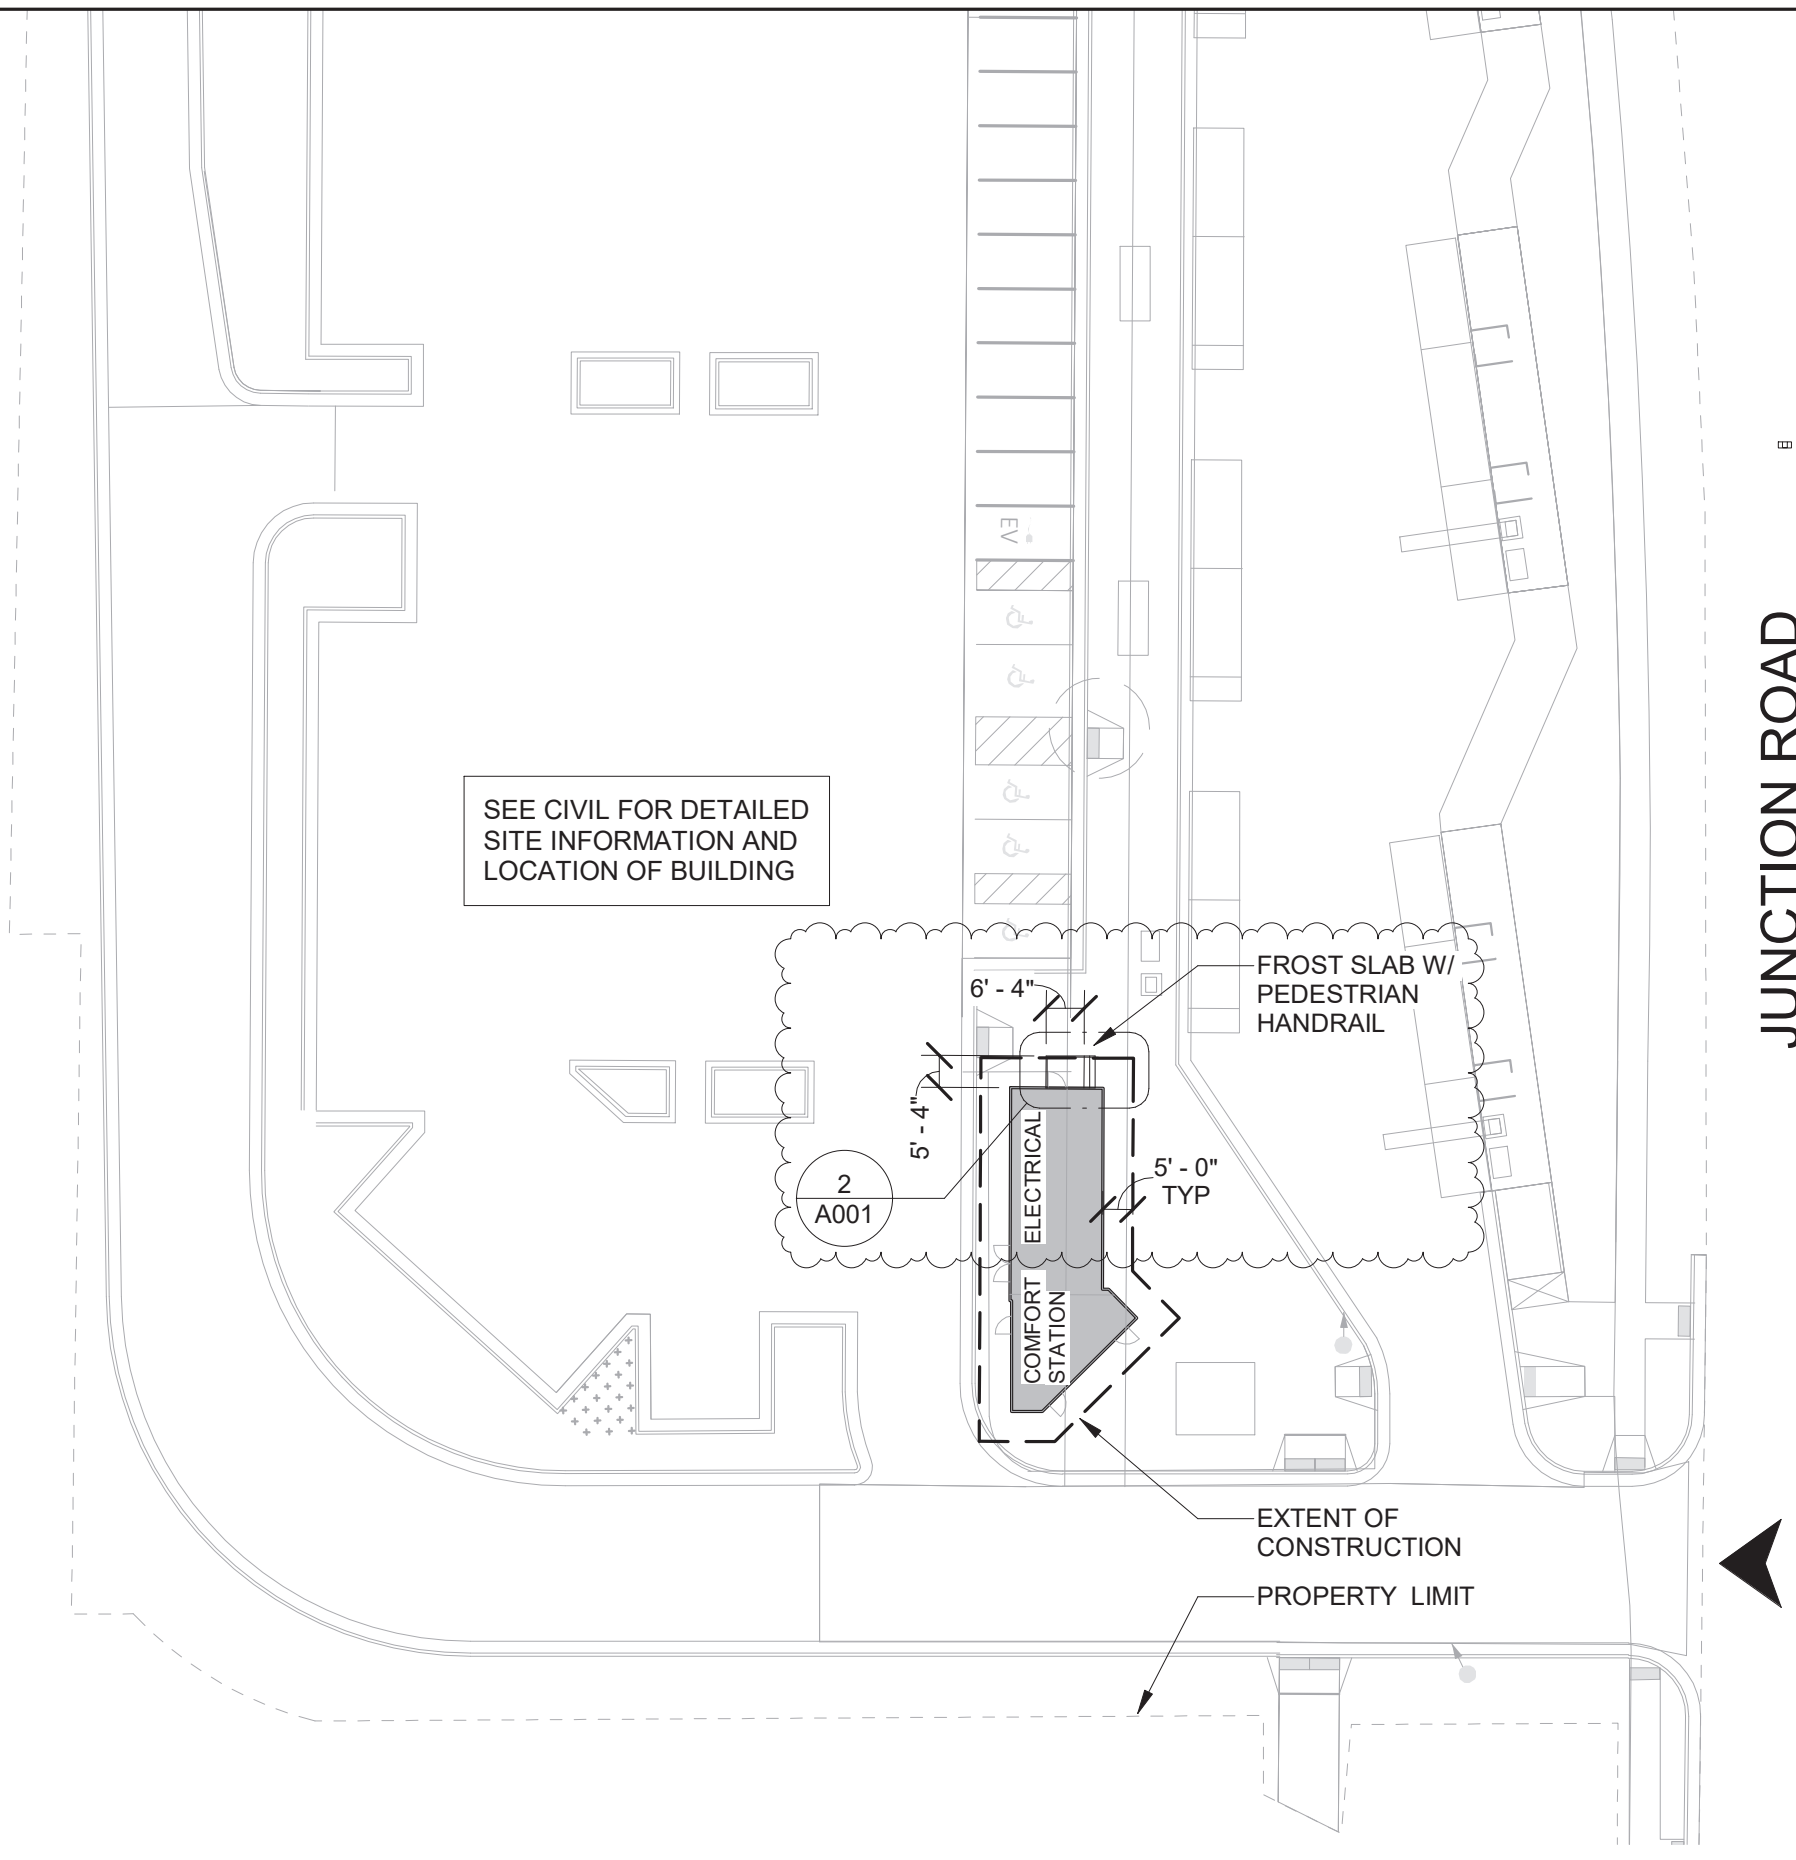 EV
JUNCTION ROAD
SEE CIVIL FOR DETAILED
SITE INFORMATION AND
LOCATION OF BUILDING
FROST SLAB W/
PEDESTRIAN
HANDRAIL
6' - 4"
5' - 4"
2
A001
ELECTRICAL
5' - 0"
TYP
COMFORT
STATION
EXTENT OF
CONSTRUCTION
PROPERTY LIMIT